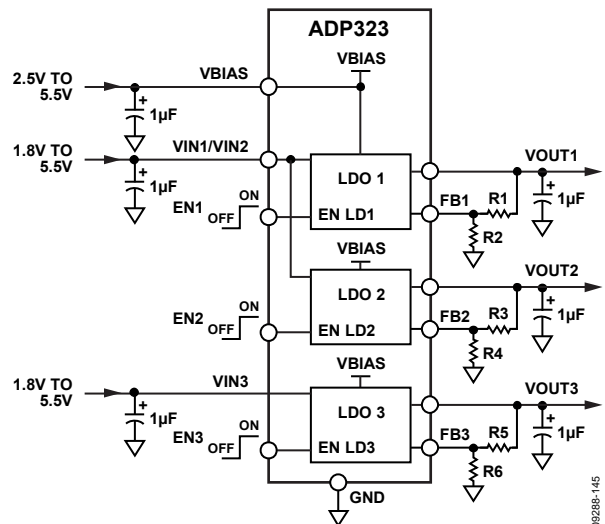 ADP323
VBIAS
2.5V TO
5.5V
VBIAS
+
1µF
1.8V TO
5.5V
VIN1/VIN2
+
1µF
LDO 1
VOUT1
EN1
OFF
ON
EN LD1
FB1
R1
R2
+
1µF
VBIAS
LDO 2
VOUT2
EN2
OFF
ON
EN LD2
FB2
R3
R4
+
1µF
VBIAS
1.8V TO
5.5V
VIN3
+
1µF
LDO 3
VOUT3
EN3
OFF
ON
EN LD3
FB3
R5
R6
+
1µF
GND
09288-145